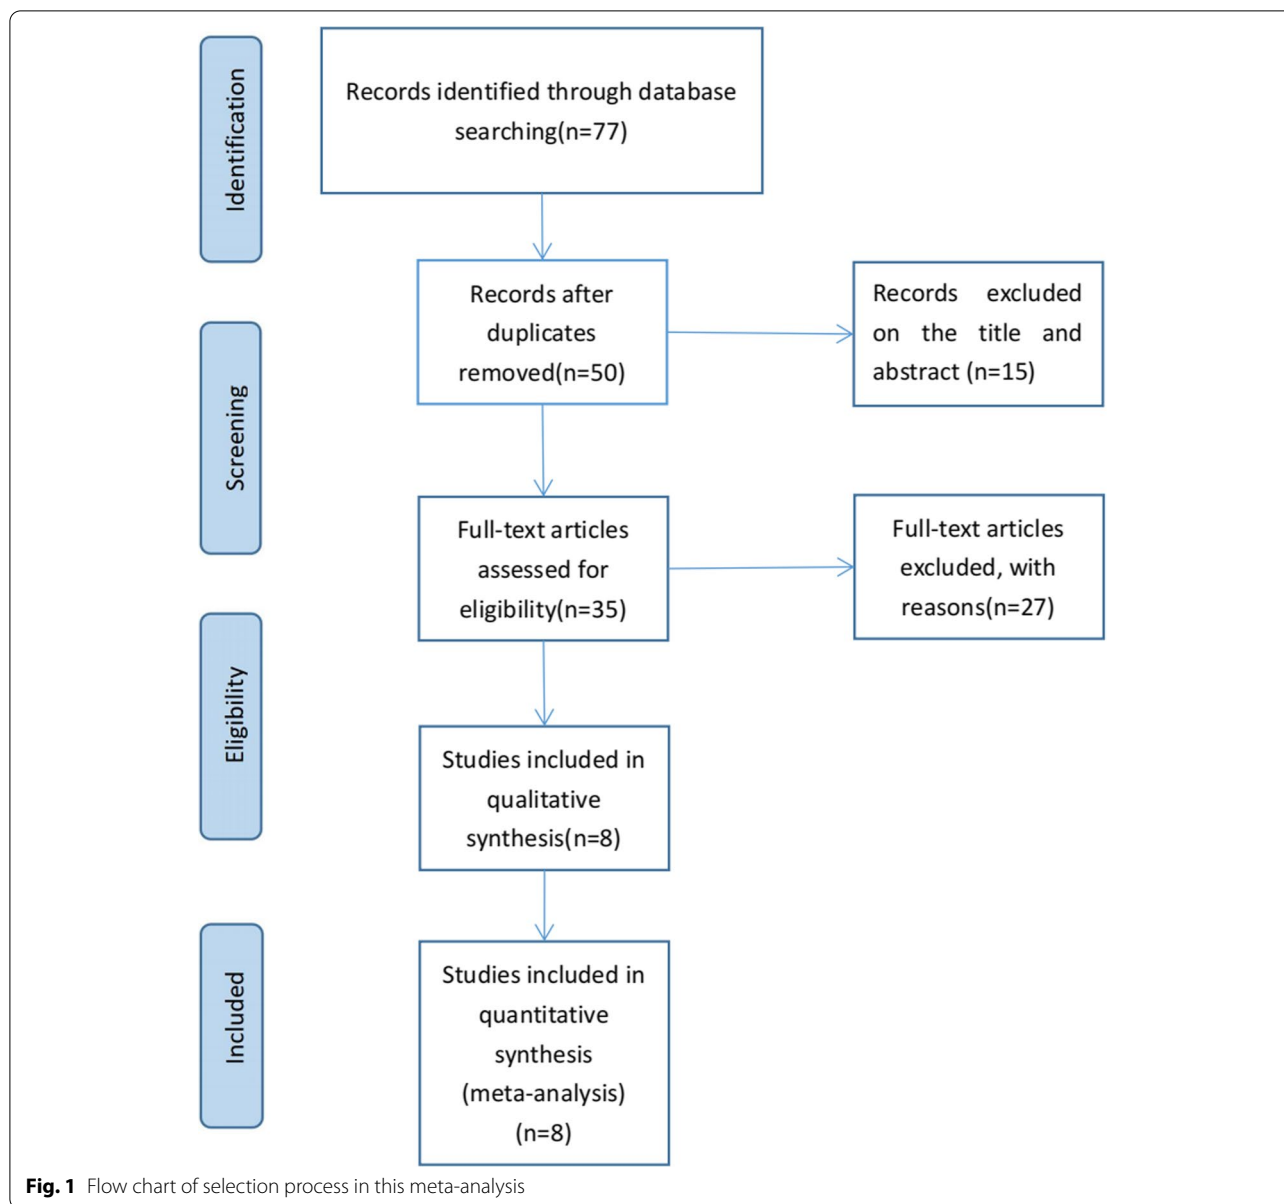 Identification
Records identified through database
searching(n=77)
Records after
duplicates
removed(n=50)
Records excluded
on the title and
abstract (n=15)
Screening
Full-text articles
assessed for
eligibility(n=35)
Full-text articles
excluded, with
reasons(n=27)
Eligibility
Studies included in
qualitative
synthesis(n=8)
Included
Studies included in
quantitative
synthesis
(meta-analysis)
(n=8)
Fig. 1 Flow chart of selection process in this meta-analysis